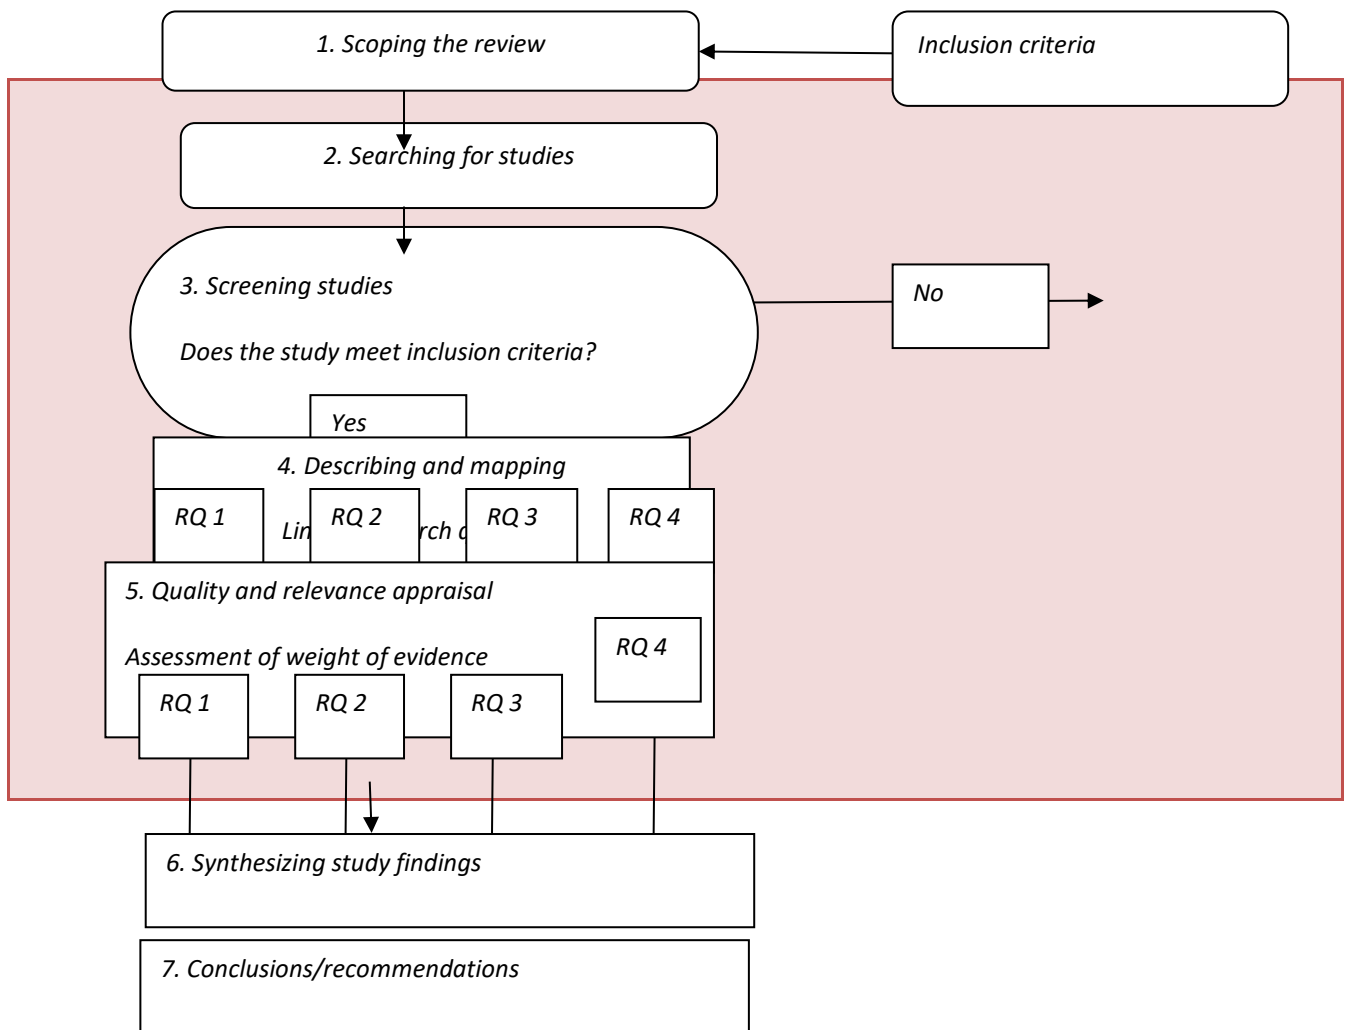 1. Scoping the review
Inclusion criteria
2. Searching for studies
3. Screening studies
No
Does the study meet inclusion criteria?
Yes
4. Describing and mapping
RQ 1
RQ 2
RQ 3
RQ 4
5. Quality and relevance appraisal
RQ 4
Assessment of weight of evidence
RQ 1
RQ 2
RQ 3
6. Synthesizing study findings
7. Conclusions/recommendations